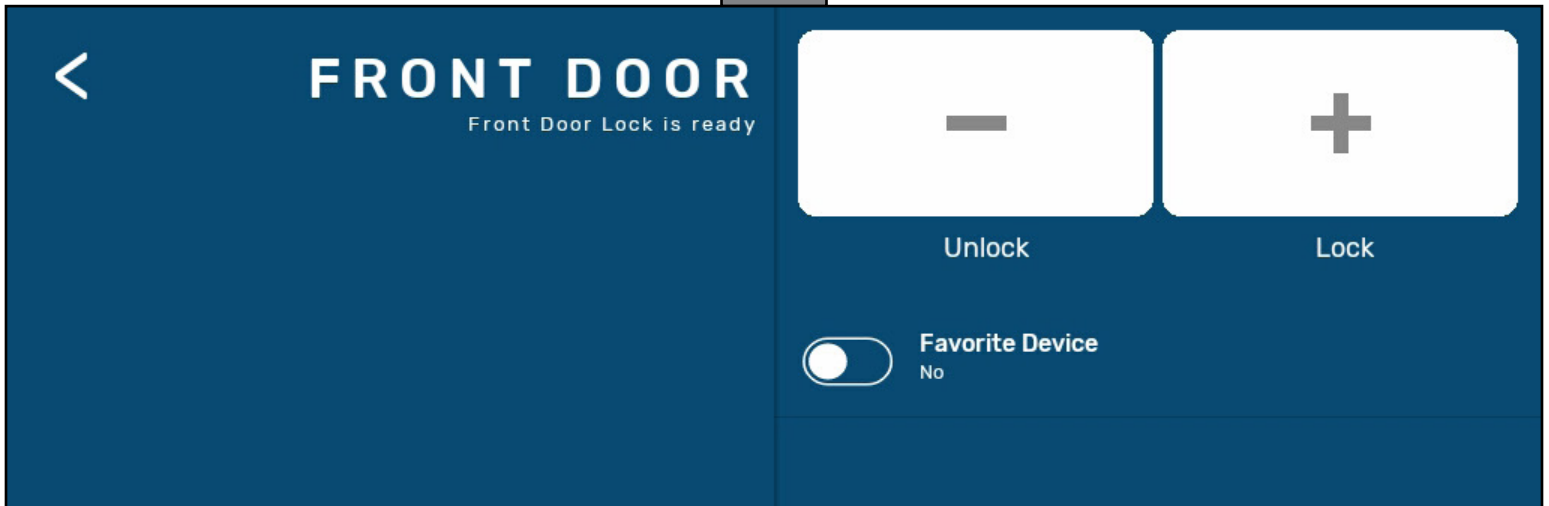 FRONT DOOR
Front Door Lock is ready
Unlock
Lock
Favorite Device
No